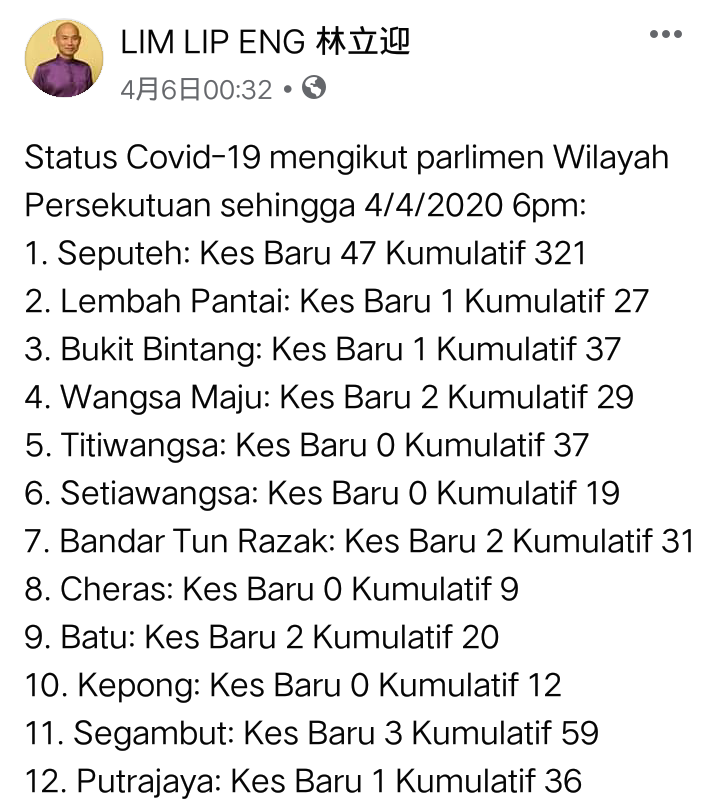 LIM LIP ENG 林立迎
4月6日00:32 •
Status Covid-19 mengikut parlimen Wilayah
Persekutuan sehingga 4/4/2020 6pm:
1. Seputeh: Kes Baru 47 Kumulatif 321
2. Lembah Pantai: Kes Baru 1 Kumulatif 27
3. Bukit Bintang: Kes Baru 1 Kumulatif 37
4. Wangsa Maju: Kes Baru 2 Kumulatif 29
5. Titiwangsa: Kes Baru 0 Kumulatif 37
6. Setiawangsa: Kes Baru 0 Kumulatif 19
7. Bandar Tun Razak: Kes Baru 2 Kumulatif 31
8. Cheras: Kes Baru 0 Kumulatif 9
9. Batu: Kes Baru 2 Kumulatif 20
10. Kepong: Kes Baru 0 Kumulatif 12
11. Segambut: Kes Baru 3 Kumulatif 59
12. Putrajaya: Kes Baru 1 Kumulatif 36